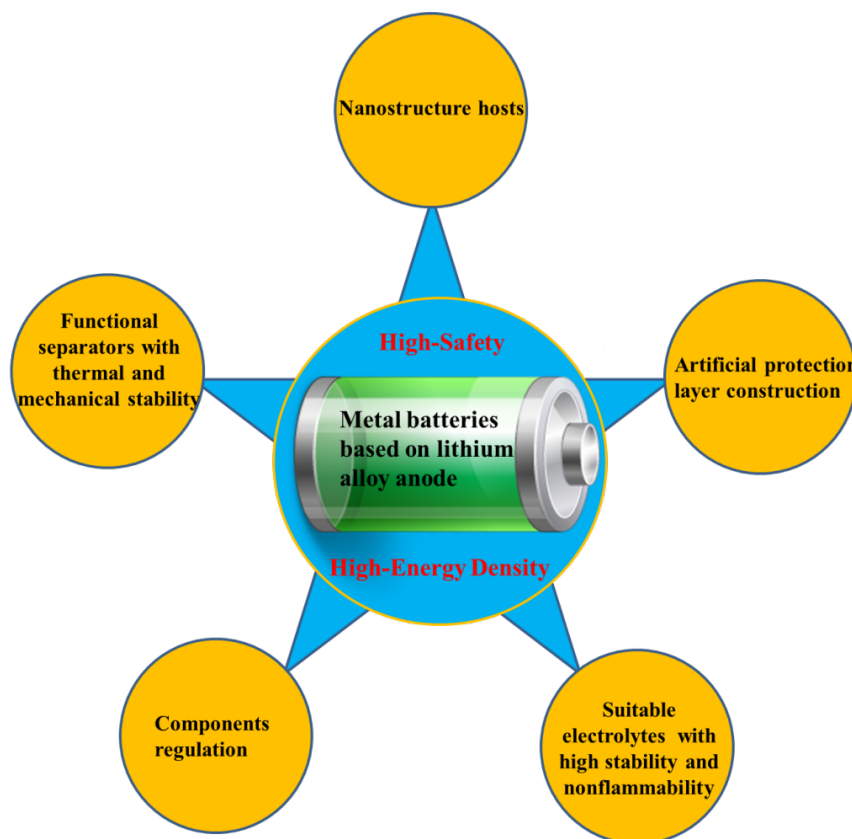 Nanostructure hosts
Functional
separators with
thermal and
mechanical stability
High-Safety
Artificial protection
layer construction
Metal batteries
based on lithium
alloy anode
High-Energy Density
Components
regulation
Suitable
electrolytes with
high stability and
nonflammability